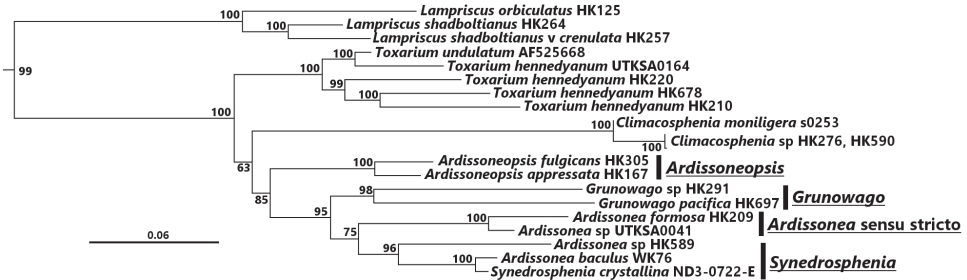 100 Lampriscus orbiculatus HK125
100 Lampriscus shadboltianus HK264
Lampriscus shadboltianus v crenulata HK257
100 Toxarium undulatum AF525668
100 Toxarium hennedyanum UTKSA0164
99
99 Toxarium hennedyanum HK220
100 Toxarium hennedyanum HK678
Toxarium hennedyanum HK210
100
100 Climacosphenia moniligera s0253
100 Climacosphenia sp HK276, HK590
63
100 Ardissoneopsis fulgicans HK305
Ardissoneopsis appressata HK167
Ardissoneopsis
85
98 Grunowago sp HK291
Grunowago pacifica HK697
Grunowago
95
100 Ardissonea formosa HK209
Ardissonea sp UTKSA0041
Ardissonea sensu stricto
75
0.06
96 Ardissonea sp HK589
100 Ardissonea baculus WK76
Synedrosphenia crystallina ND3-0722-E
Synedrosphenia